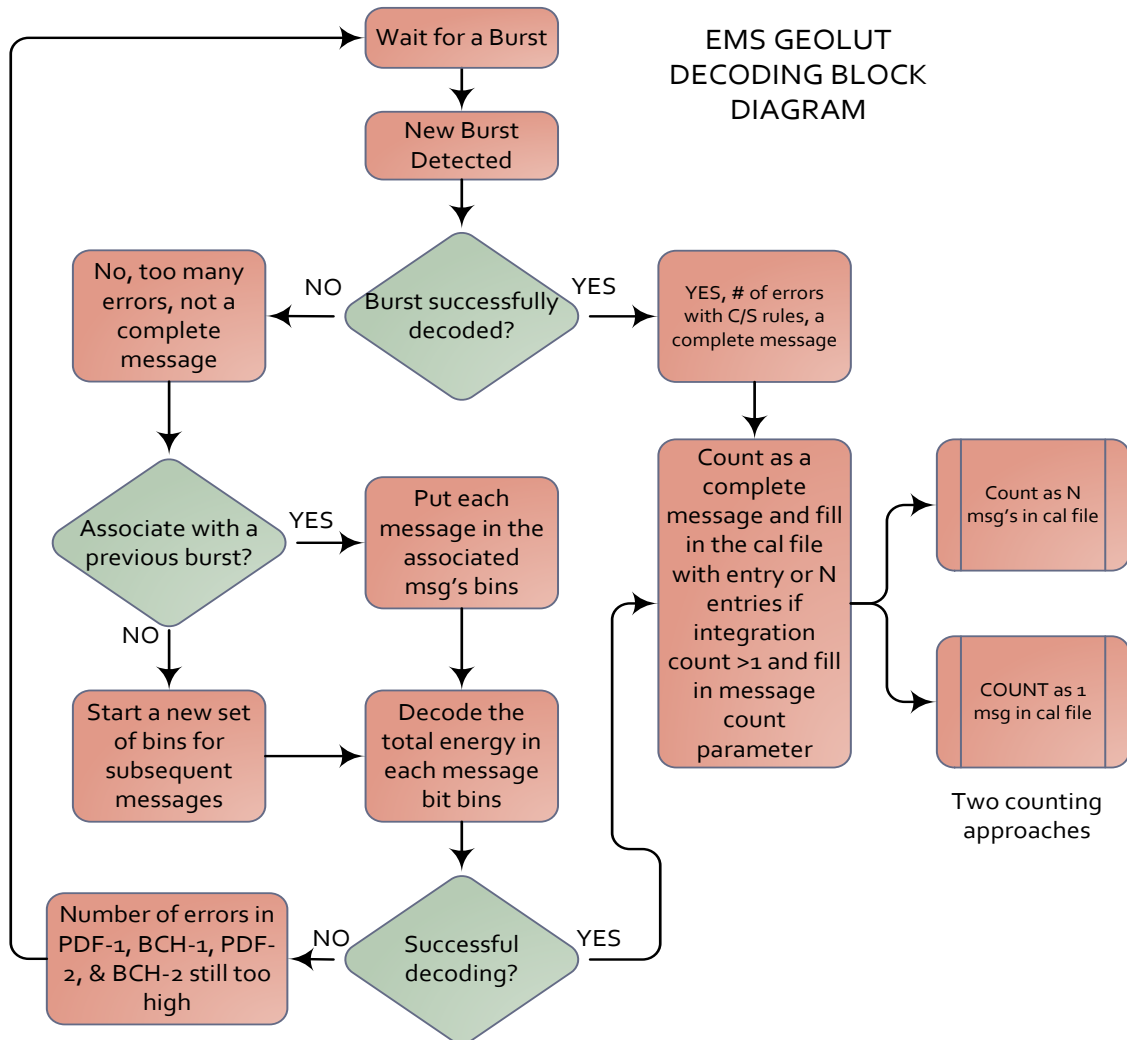 Wait for a Burst
EMS GEOLUT
DECODING BLOCK
DIAGRAM
New Burst
Detected
Burst successfully
decoded?
NO
YES
No, too many
errors, not a
complete
message
YES, # of errors
with C/S rules, a
complete message
Associate with a
previous burst?
YES
NO
Put each
message in the
associated
msg's bins
Count as a
complete
message and fill
in the cal file
with entry or N
entries if
integration
count >1 and fill
in message
count
parameter
Count as N
msg's in cal file
COUNT as 1
msg in cal file
Two counting
approaches
Start a new set
of bins for
subsequent
messages
Decode the
total energy in
each message
bit bins
Successful
decoding?
NO
YES
Number of errors in
PDF-1, BCH-1, PDF-
2, & BCH-2 still too
high